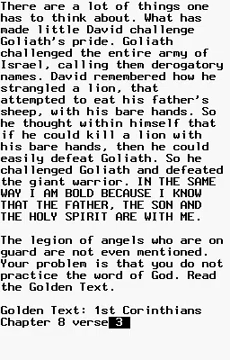 There are a lot of things one
has to think about. What has
made little David challenge
Goliath's pride. Goliath
challenged the entire army of
Israel, calling them derogatory
names. David remembered how he
strangled a lion, that
attempted to eat his father's
sheep, with his bare hands. So
he thought within himself that
if he could kill a lion with
his bare hands, then he could
easily defeat Goliath. So he
challenged Goliath and defeated
the giant warrior. IN THE SAME
WAY I AM BOLD BECAUSE I KNOW
THAT THE FATHER, THE SON AND
THE HOLY SPIRIT ARE WITH ME.

The legion of angels who are on
guard are not even mentioned.
Your problem is that you do not
practice the word of God. Read
the Golden Text.

Golden Text: 1st Corinthians
Chapter 8 verse 3